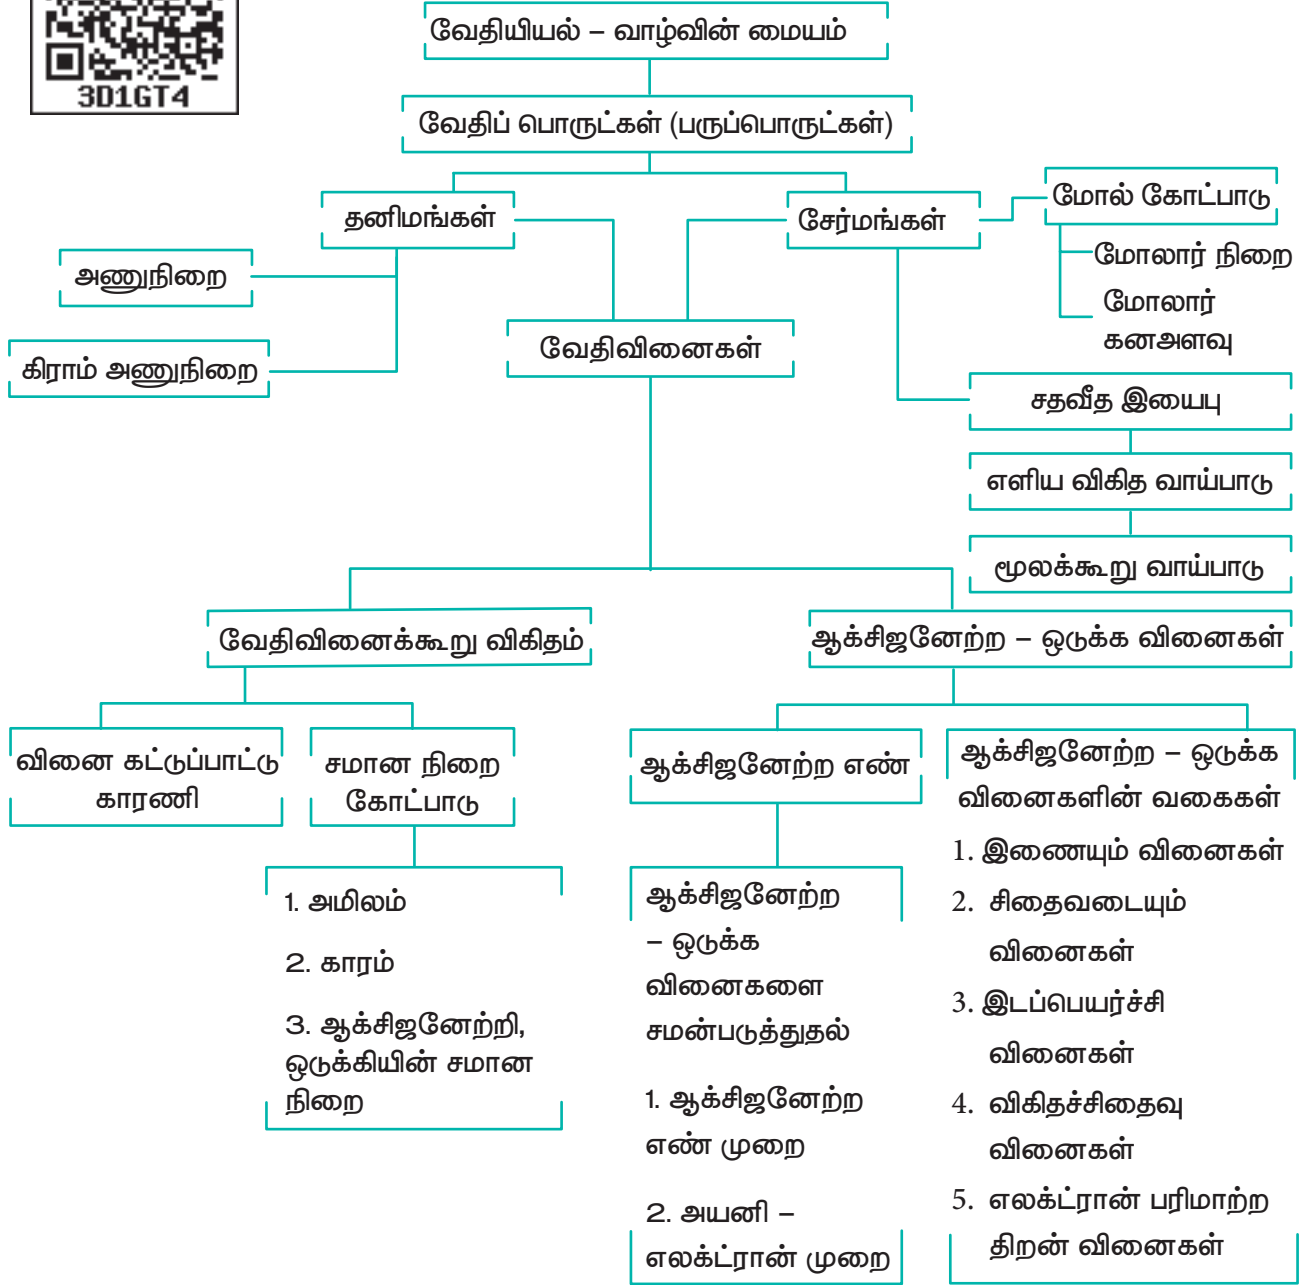 3D1GT4
வேதியியல் – வாழ்வின் மையம்
வேதிப் பொருட்கள் (பருப்பொருட்கள்)
தனிமங்கள்
சேர்மங்கள்
மோல் கோட்பாடு
மோலார் நிறை
மோலார்
கனஅளவு
அணுநிறை
கிராம் அணுநிறை
வேதிவினைகள்
சதவீத இயைபு
எளிய விகித வாய்பாடு
மூலக்கூறு வாய்பாடு
வேதிவினைக்கூறு விகிதம்
ஆக்சிஜனேற்ற – ஒடுக்க வினைகள்
வினை கட்டுப்பாட்டு
காரணி
சமான நிறை
கோட்பாடு
1. அமிலம்
2. காரம்
3. ஆக்சிஜனேற்றி,
ஒடுக்கியின் சமான
நிறை
ஆக்சிஜனேற்ற எண்
ஆக்சிஜனேற்ற
– ஒடுக்க
வினைகளை
சமன்படுத்துதல்
1. ஆக்சிஜனேற்ற
எண் முறை
2. அயனி –
எலக்ட்ரான் முறை
ஆக்சிஜனேற்ற – ஒடுக்க
வினைகளின் வகைகள்
1. இணையும் வினைகள்
2. சிதைவடையும்
வினைகள்
3. இடப்பெயர்ச்சி
வினைகள்
4. விகிதச்சிதைவு
வினைகள்
5. எலக்ட்ரான் பரிமாற்ற
திறன் வினைகள்